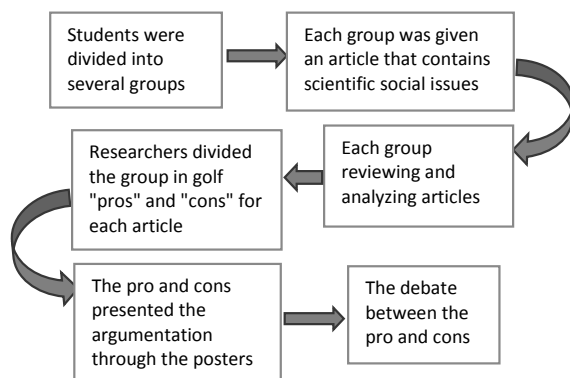 Students were
divided into
several groups
Each group was given
an article that contains
scientific social issues
Each group
reviewing and
analyzing articles
Researchers divided
the group in golf
"pros" and "cons" for
each article
The pro and cons
presented the
argumentation
through the posters
The debate
between the
pro and cons